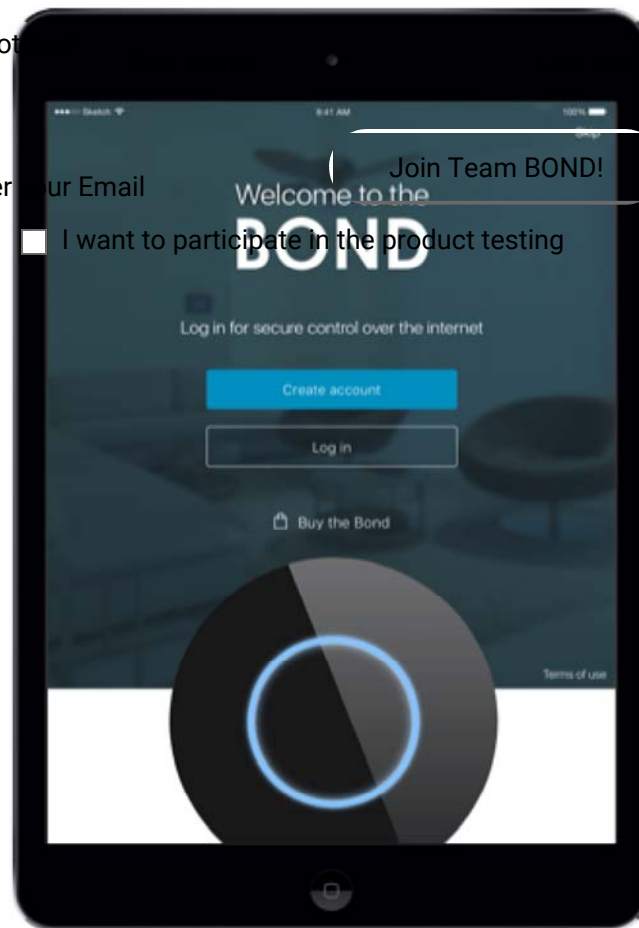 Sketch 9:41 AM 100%
Skip
Join Team BOND!
ur Email
Welcome to the
I want to participate in the product testing
BOND
Log in for secure control over the internet
Create account
Log in
Buy the Bond
Terms of use